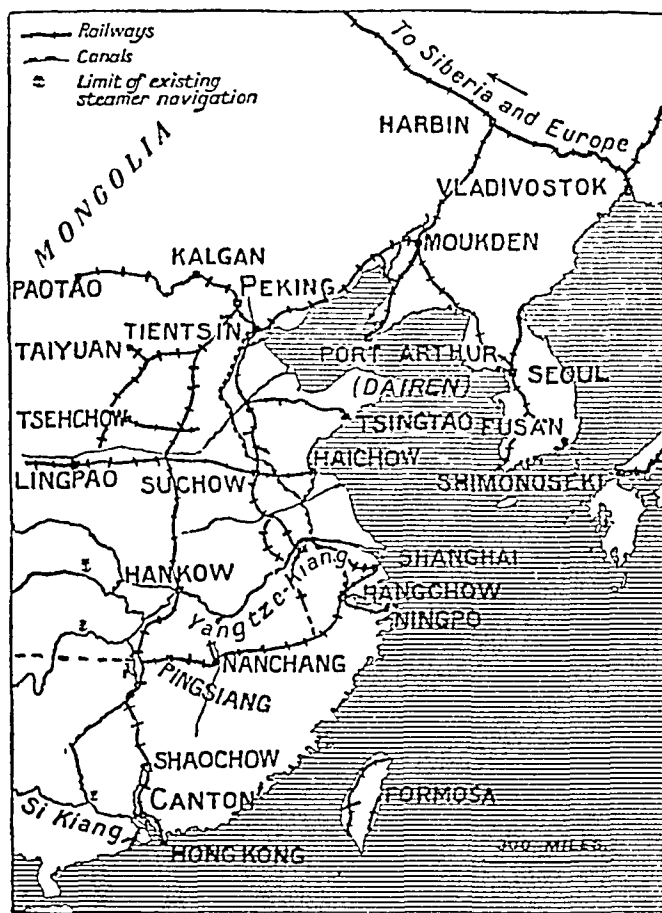 Railways
Canals
Limit of existing
steamer navigation
To Siberia and Europe
HARBIN
VLADIVOSTOK
MONGOLIA
MOUKDEN
KALGAN
PEKING
PAOTAO
TIENTSIN
TAIYUAN
PORT ARTHUR
(DAIREN)
SEOUL
TSEHCHOW
TSINGTAO
FUSAN
HAICHOW
LINGPAO
SUCHOW
SHIMONOSEKI
SHANGHAI
HANKOW
Yangtze-Kiang
HANGCHOW
NINGPO
NANCHANG
PINGSIANG
SHAOCHOW
CANTON
FORMOSA
Si Kiang
HONG KONG
300 MILES.